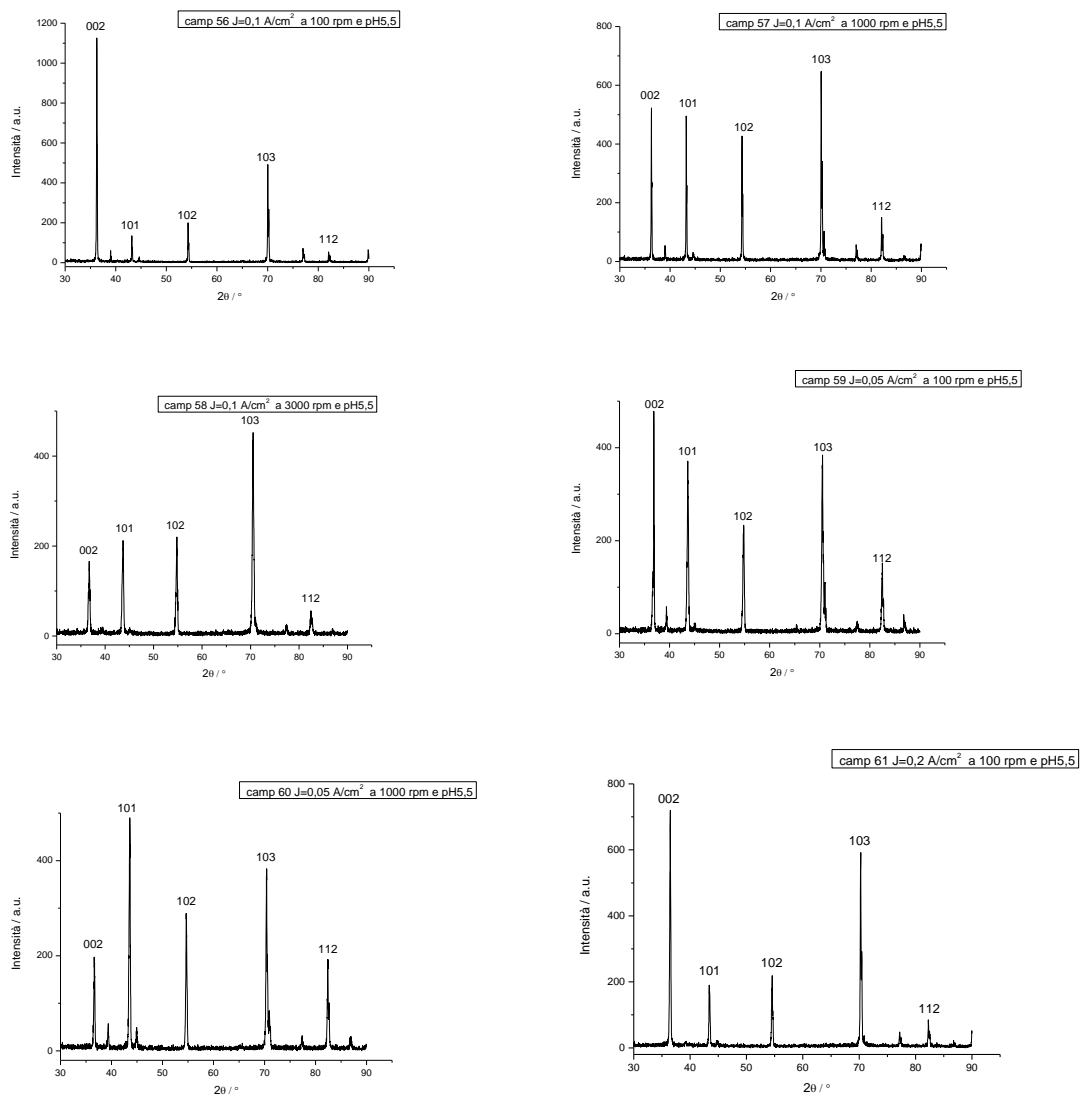 camp 56 J=0,1 A/cm² a 100 rpm e pH5,5
1200
1000
800
600
400
200
0
Intensità / a.u.
002
101
102
103
112
30 40 50 60 70 80 90
2θ / °
camp 57 J=0,1 A/cm² a 1000 rpm e pH5,5
800
600
400
200
0
Intensità / a.u.
002
101
102
103
112
30 40 50 60 70 80 90
2θ / °
camp 58 J=0,1 A/cm² a 3000 rpm e pH5,5
400
200
0
Intensità / a.u.
002
101
102
103
112
30 40 50 60 70 80 90
2θ / °
camp 59 J=0,05 A/cm² a 100 rpm e pH5,5
400
200
0
Intensità / a.u.
002
101
102
103
112
30 40 50 60 70 80 90
2θ / °
camp 60 J=0,05 A/cm² a 1000 rpm e pH5,5
400
200
0
Intensità / a.u.
002
101
102
103
112
30 40 50 60 70 80 90
2θ / °
camp 61 J=0,2 A/cm² a 100 rpm e pH5,5
800
600
400
200
0
Intensità / a.u.
002
101
102
103
112
30 40 50 60 70 80 90
2θ / °